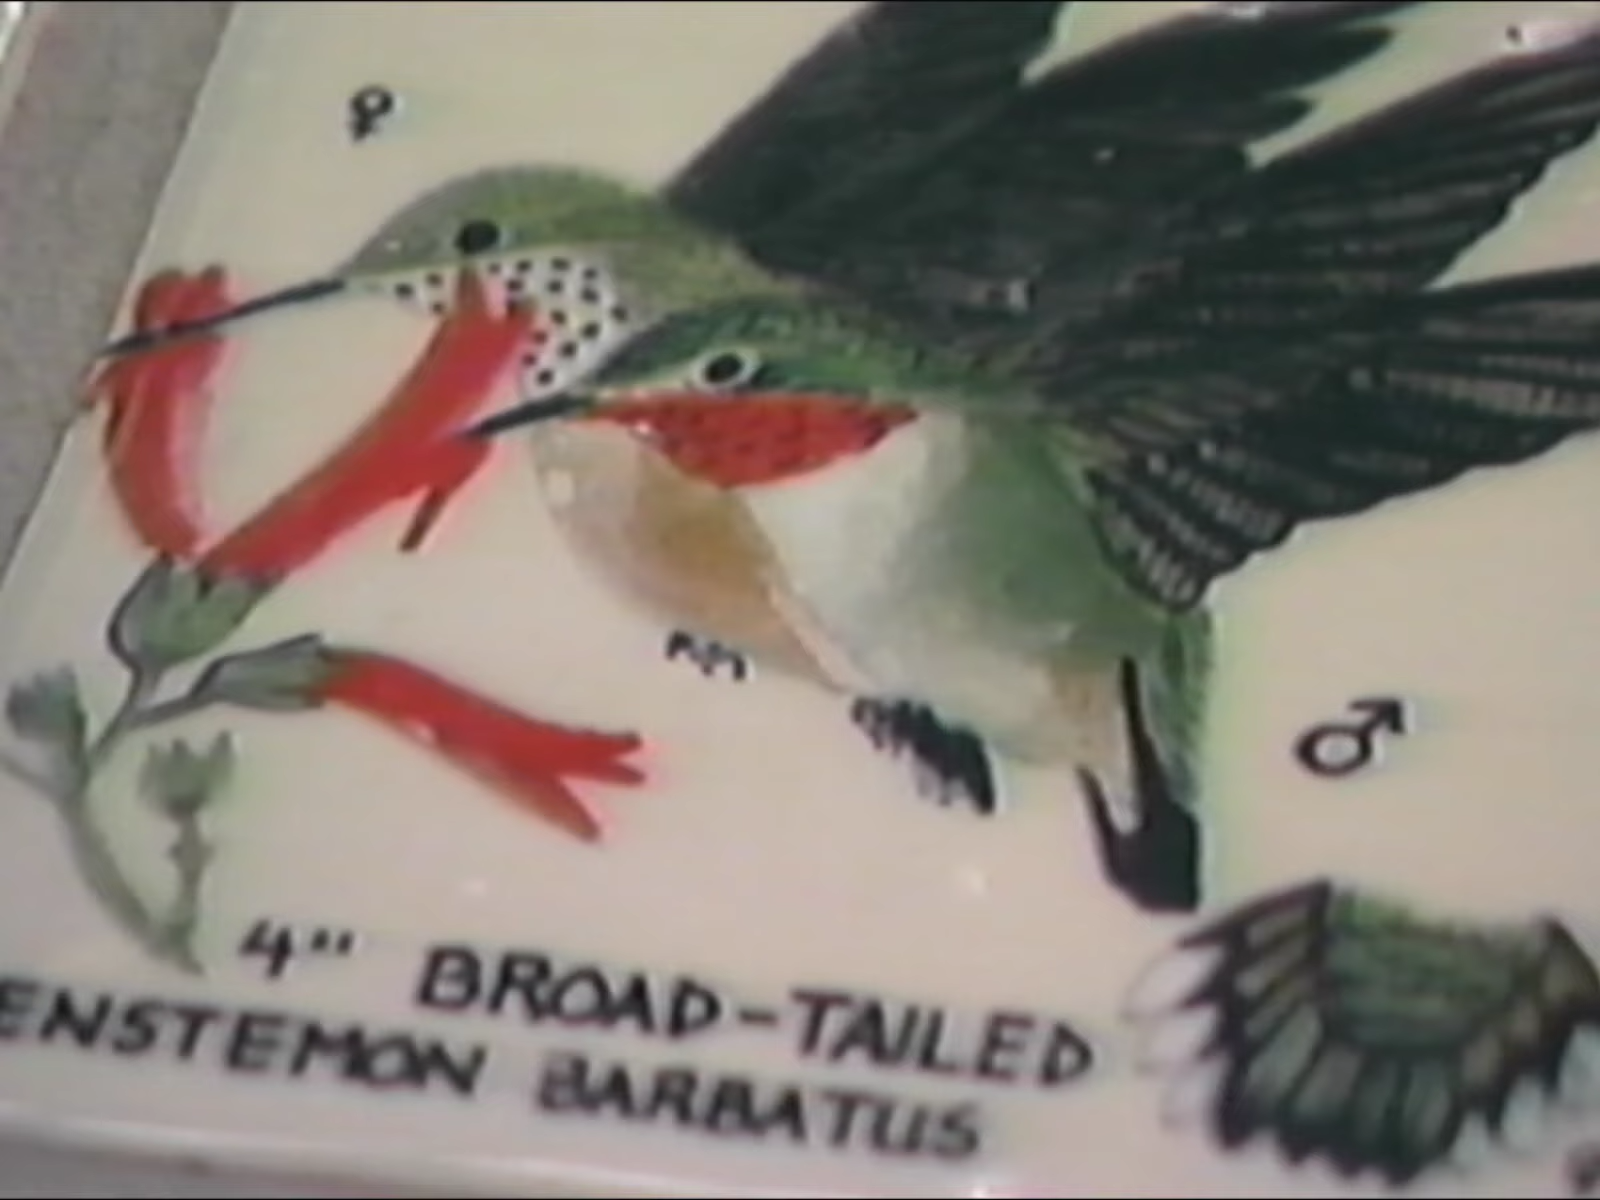 ♀
♂
4" BROAD-TAILED
ENSTEMON BARBATUS